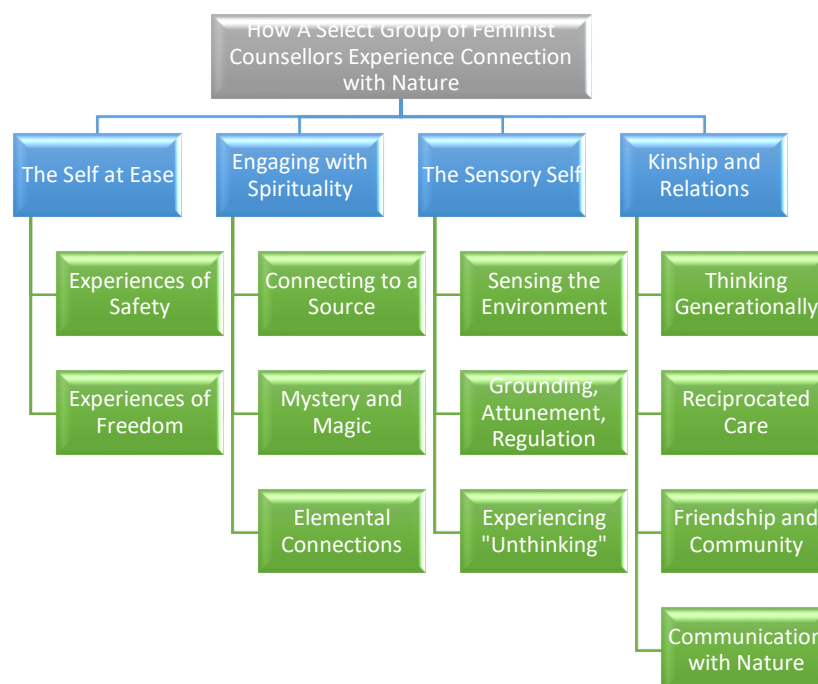 How A Select Group of Feminist
Counsellors Experience Connection
with Nature
The Self at Ease
Experiences of
Safety
Experiences of
Freedom
Engaging with
Spirituality
Connecting to a
Source
Mystery and
Magic
Elemental
Connections
The Sensory Self
Sensing the
Environment
Grounding,
Attunement,
Regulation
Experiencing
"Unthinking"
Kinship and
Relations
Thinking
Generationally
Reciprocated
Care
Friendship and
Community
Communication
with Nature